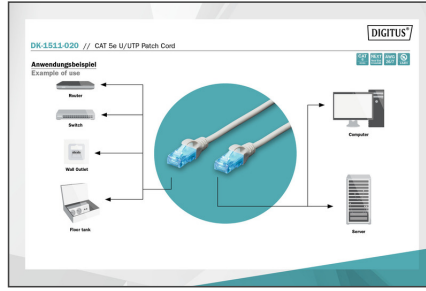 DIGITUS®
DK-1511-020 // CAT 5e U/UTP Patch Cord
Anwendungsbeispiel
Example of use
Router
Switch
Wall Outlet
Floor tank
Computer
Server